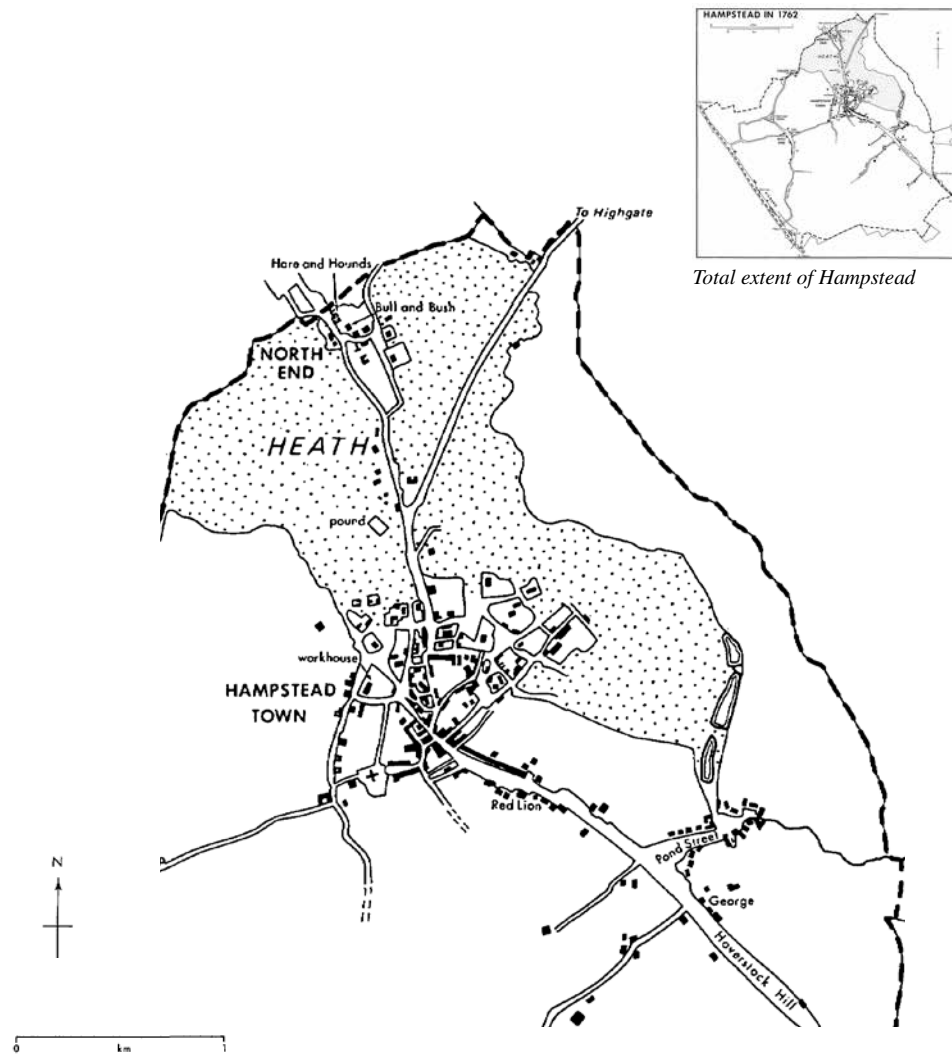 HAMPSTEAD IN 1762
HEATH
Total extent of Hampstead
To Highgate
Hare and Hounds
Bull and Bush
NORTH
END
HEATH
pound
workhouse
HAMPSTEAD
TOWN
Red Lion
Pond Street
George
Haverstock Hill
N
0 km 1